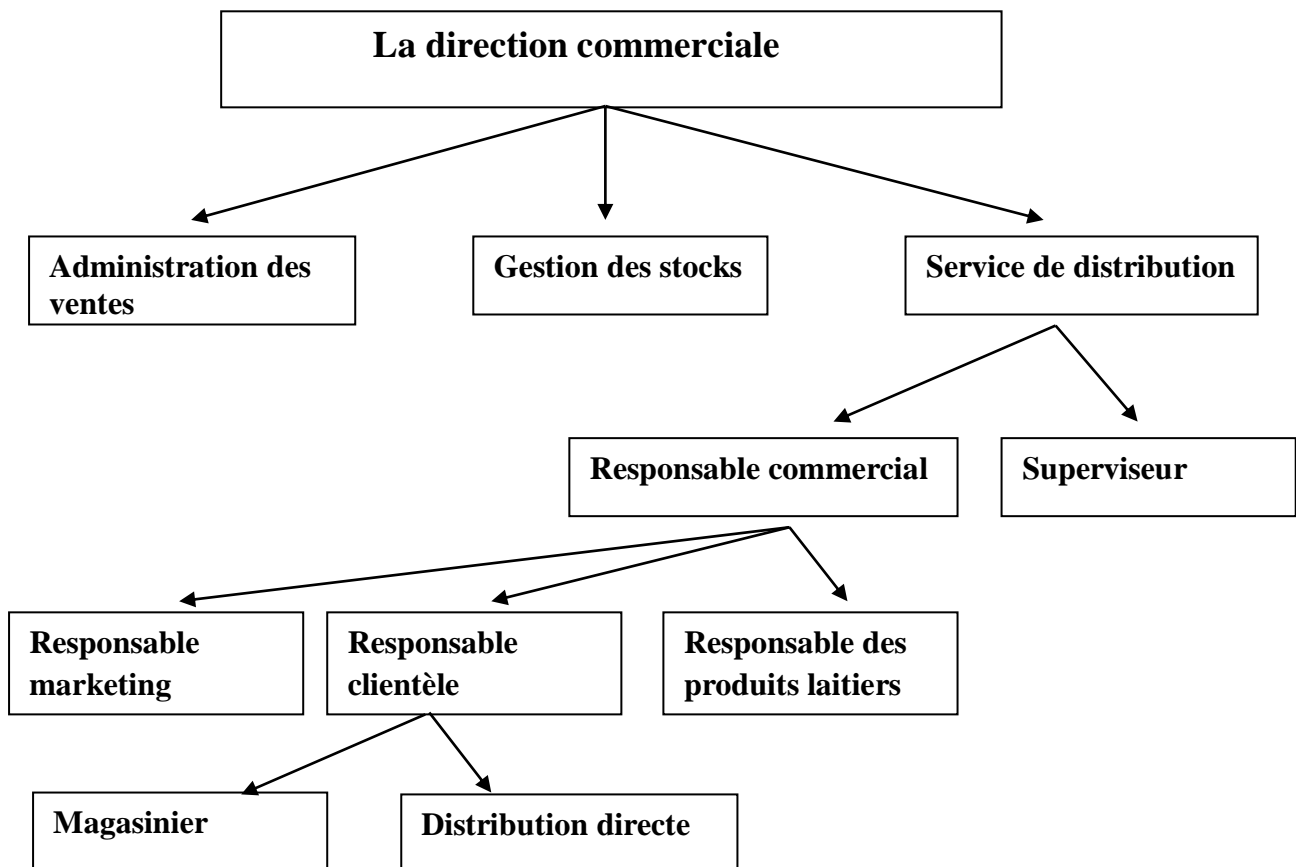 La direction commerciale
Administration des
ventes
Gestion des stocks
Service de distribution
Responsable commercial
Superviseur
Responsable
marketing
Responsable
clientèle
Responsable des
produits laitiers
Magasinier
Distribution directe